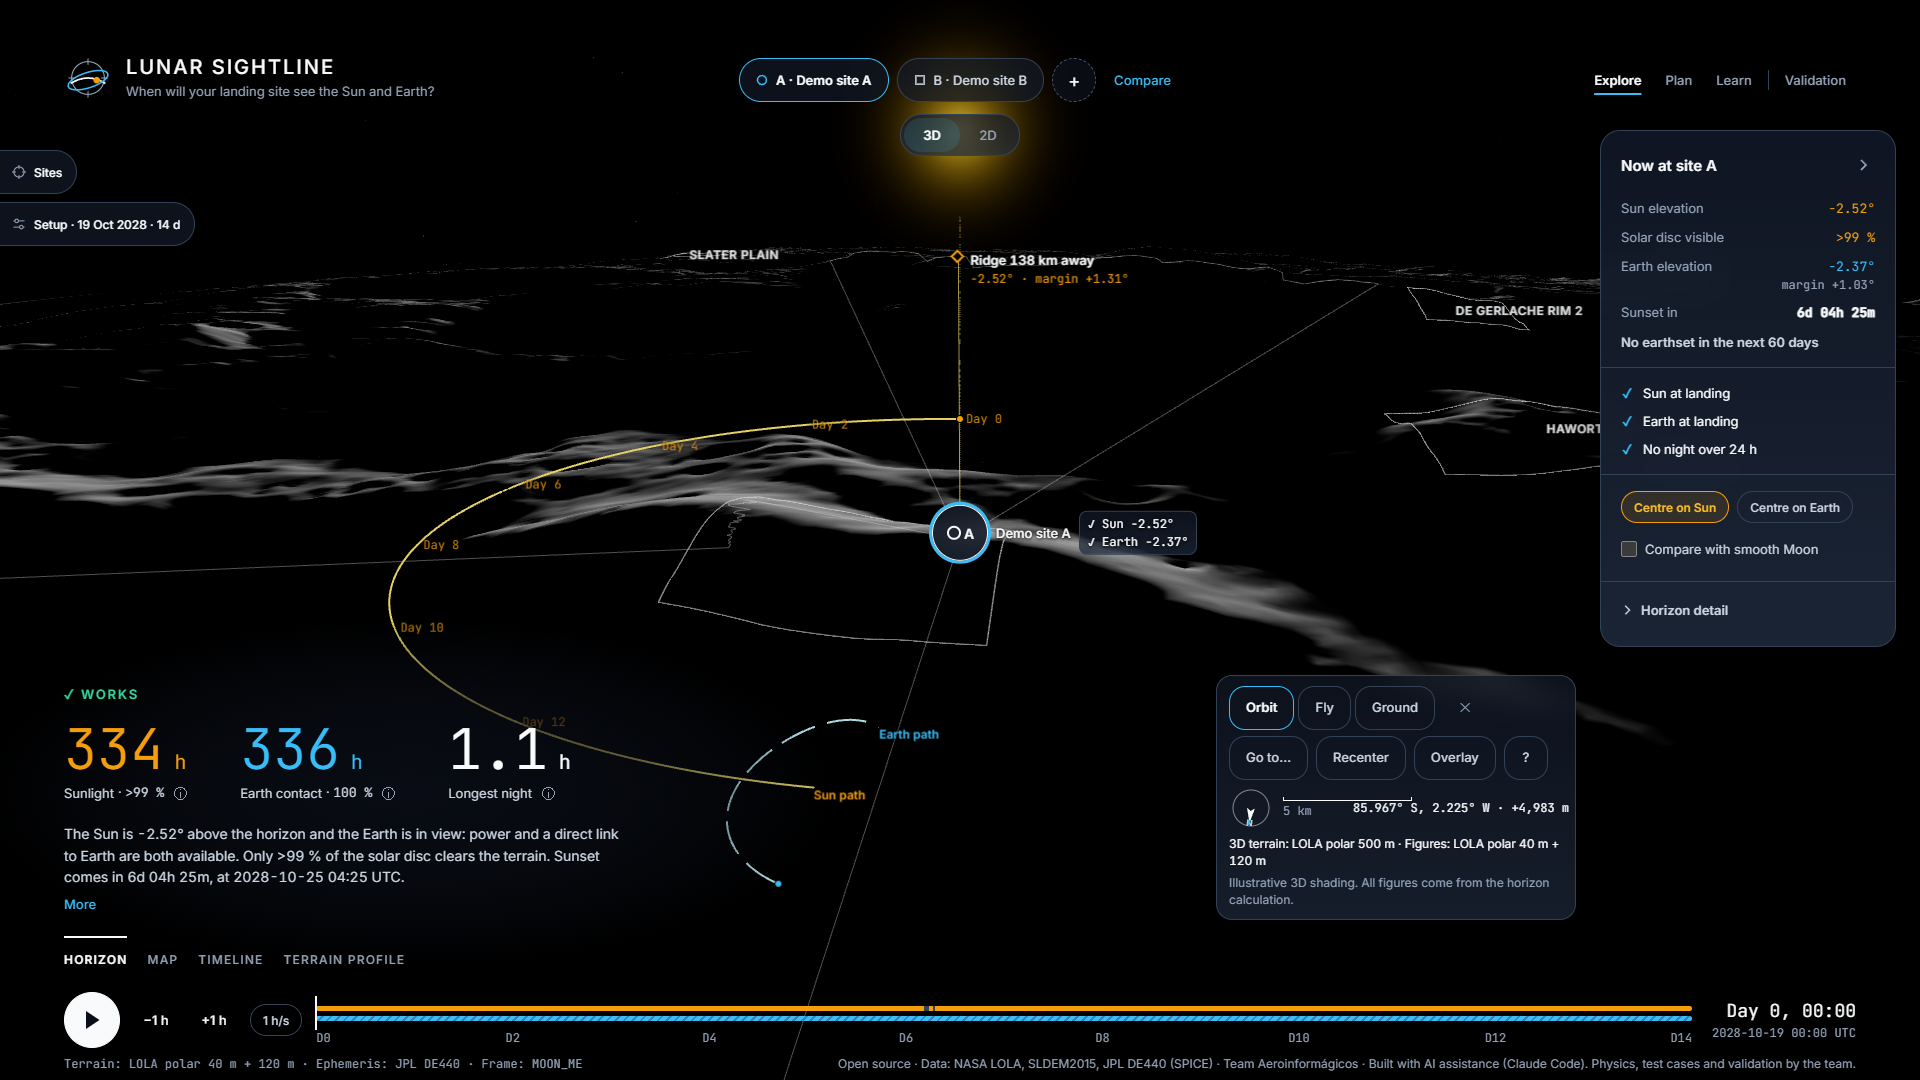 LUNAR SIGHTLINE
When will your landing site see the Sun and Earth?
A · Demo site A
B · Demo site B
+
Compare
Explore
Plan
Learn
Validation
3D
2D
Sites
Setup · 19 Oct 2028 · 14 d
SLATER PLAIN
Ridge 138 km away
-2.52° · margin +1.31°
DE GERLACHE RIM 2
HAWORT
Day 0
Day 2
Day 4
Day 6
Day 8
Day 10
Day 12
A
Demo site A
✓ Sun -2.52°
✓ Earth -2.37°
Earth path
Sun path
Now at site A
Sun elevation -2.52°
Solar disc visible >99 %
Earth elevation -2.37°
margin +1.03°
Sunset in 6d 04h 25m
No earthset in the next 60 days
✓ Sun at landing
✓ Earth at landing
✓ No night over 24 h
Centre on Sun
Centre on Earth
Compare with smooth Moon
Horizon detail
✓ WORKS
334 h
336 h
1.1 h
Sunlight · >99 % ⓘ
Earth contact · 100 % ⓘ
Longest night ⓘ
The Sun is -2.52° above the horizon and the Earth is in view: power and a direct link
to Earth are both available. Only >99 % of the solar disc clears the terrain. Sunset
comes in 6d 04h 25m, at 2028-10-25 04:25 UTC.
More
Orbit
Fly
Ground
Go to...
Recenter
Overlay
?
N
5 km
85.967° S, 2.225° W · +4,983 m
3D terrain: LOLA polar 500 m · Figures: LOLA polar 40 m +
120 m
Illustrative 3D shading. All figures come from the horizon
calculation.
HORIZON
MAP
TIMELINE
TERRAIN PROFILE
−1 h
+1 h
1 h/s
D0
D2
D4
D6
D8
D10
D12
D14
Day 0, 00:00
2028-10-19 00:00 UTC
Terrain: LOLA polar 40 m + 120 m · Ephemeris: JPL DE440 · Frame: MOON_ME
Open source · Data: NASA LOLA, SLDEM2015, JPL DE440 (SPICE) · Team Aeroinformágicos · Built with AI assistance (Claude Code). Physics, test cases and validation by the team.